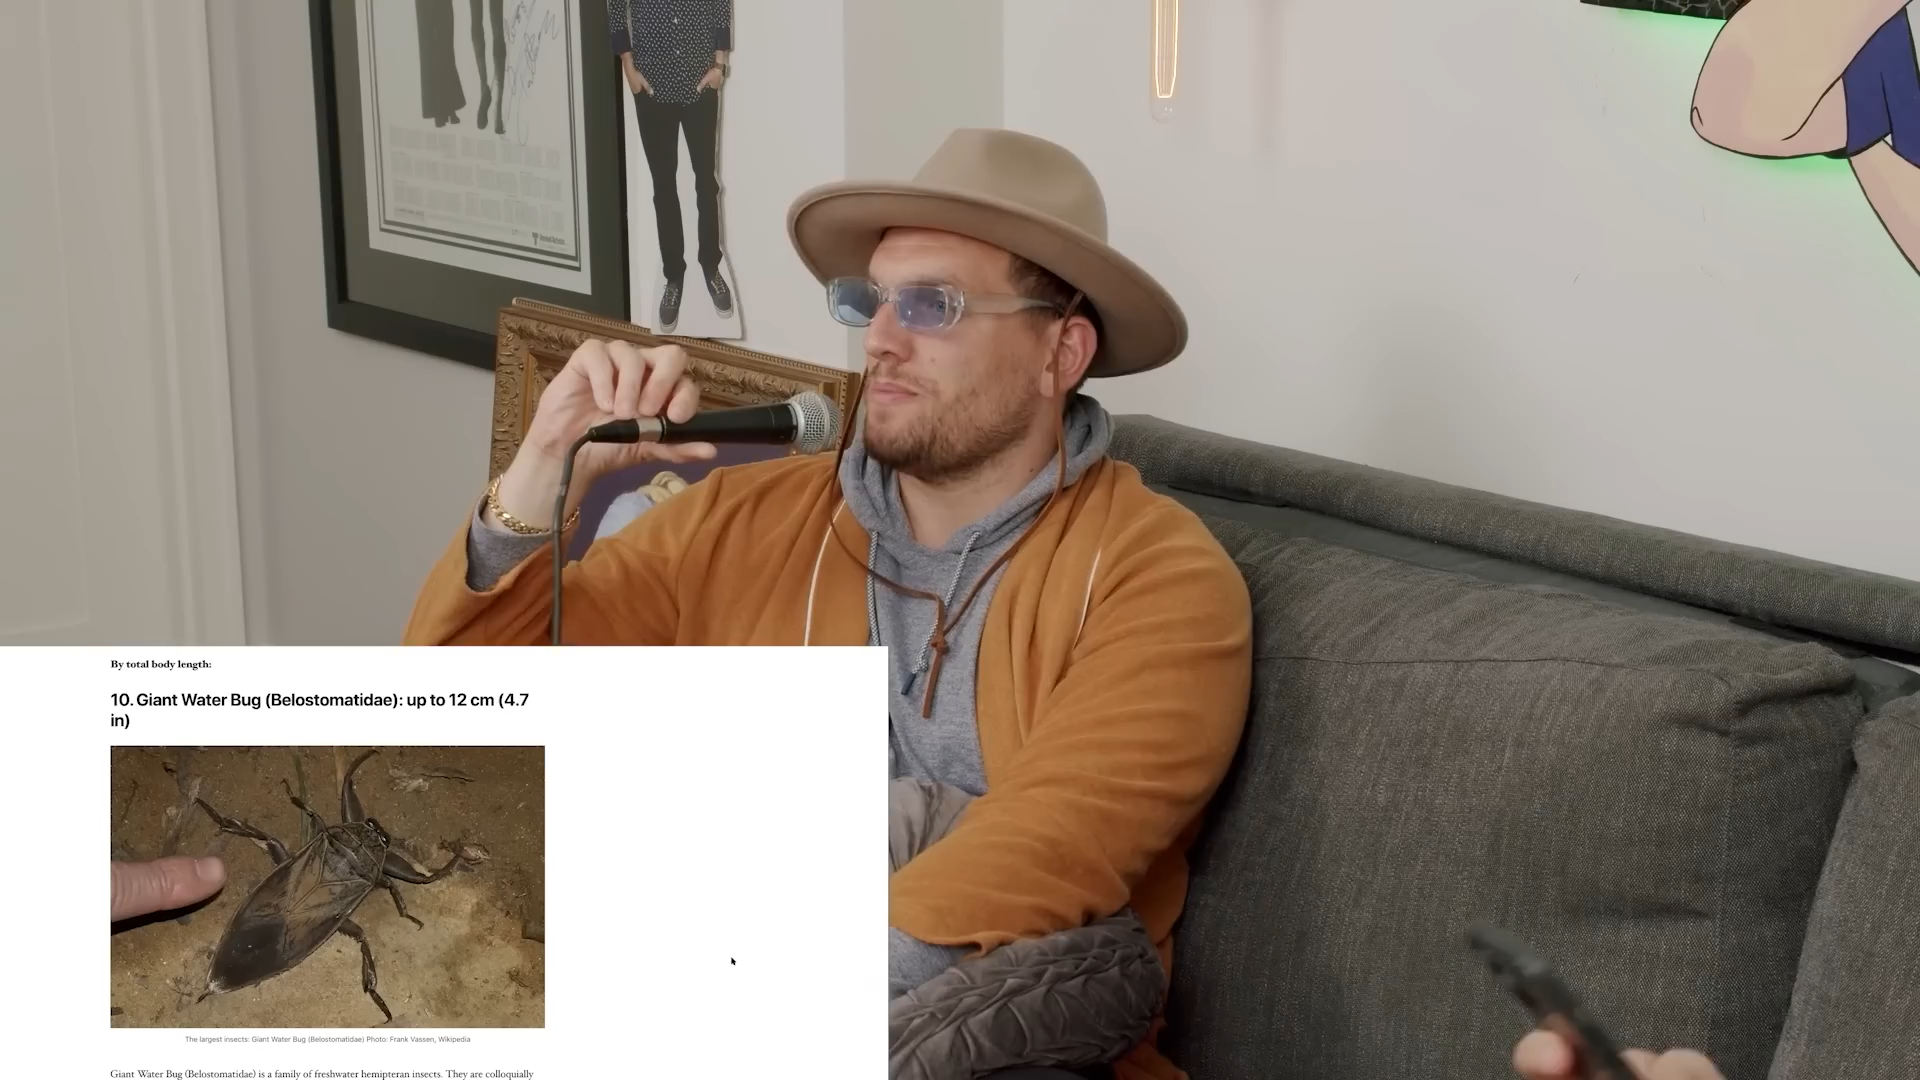 By total body length:
10. Giant Water Bug (Belostomatidae): up to 12 cm (4.7
in)
The largest insects: Giant Water Bug (Belostomatidae) Photo: Frank Vassen, Wikipedia
Giant Water Bug (Belostomatidae) is a family of freshwater hemipteran insects. They are colloquially